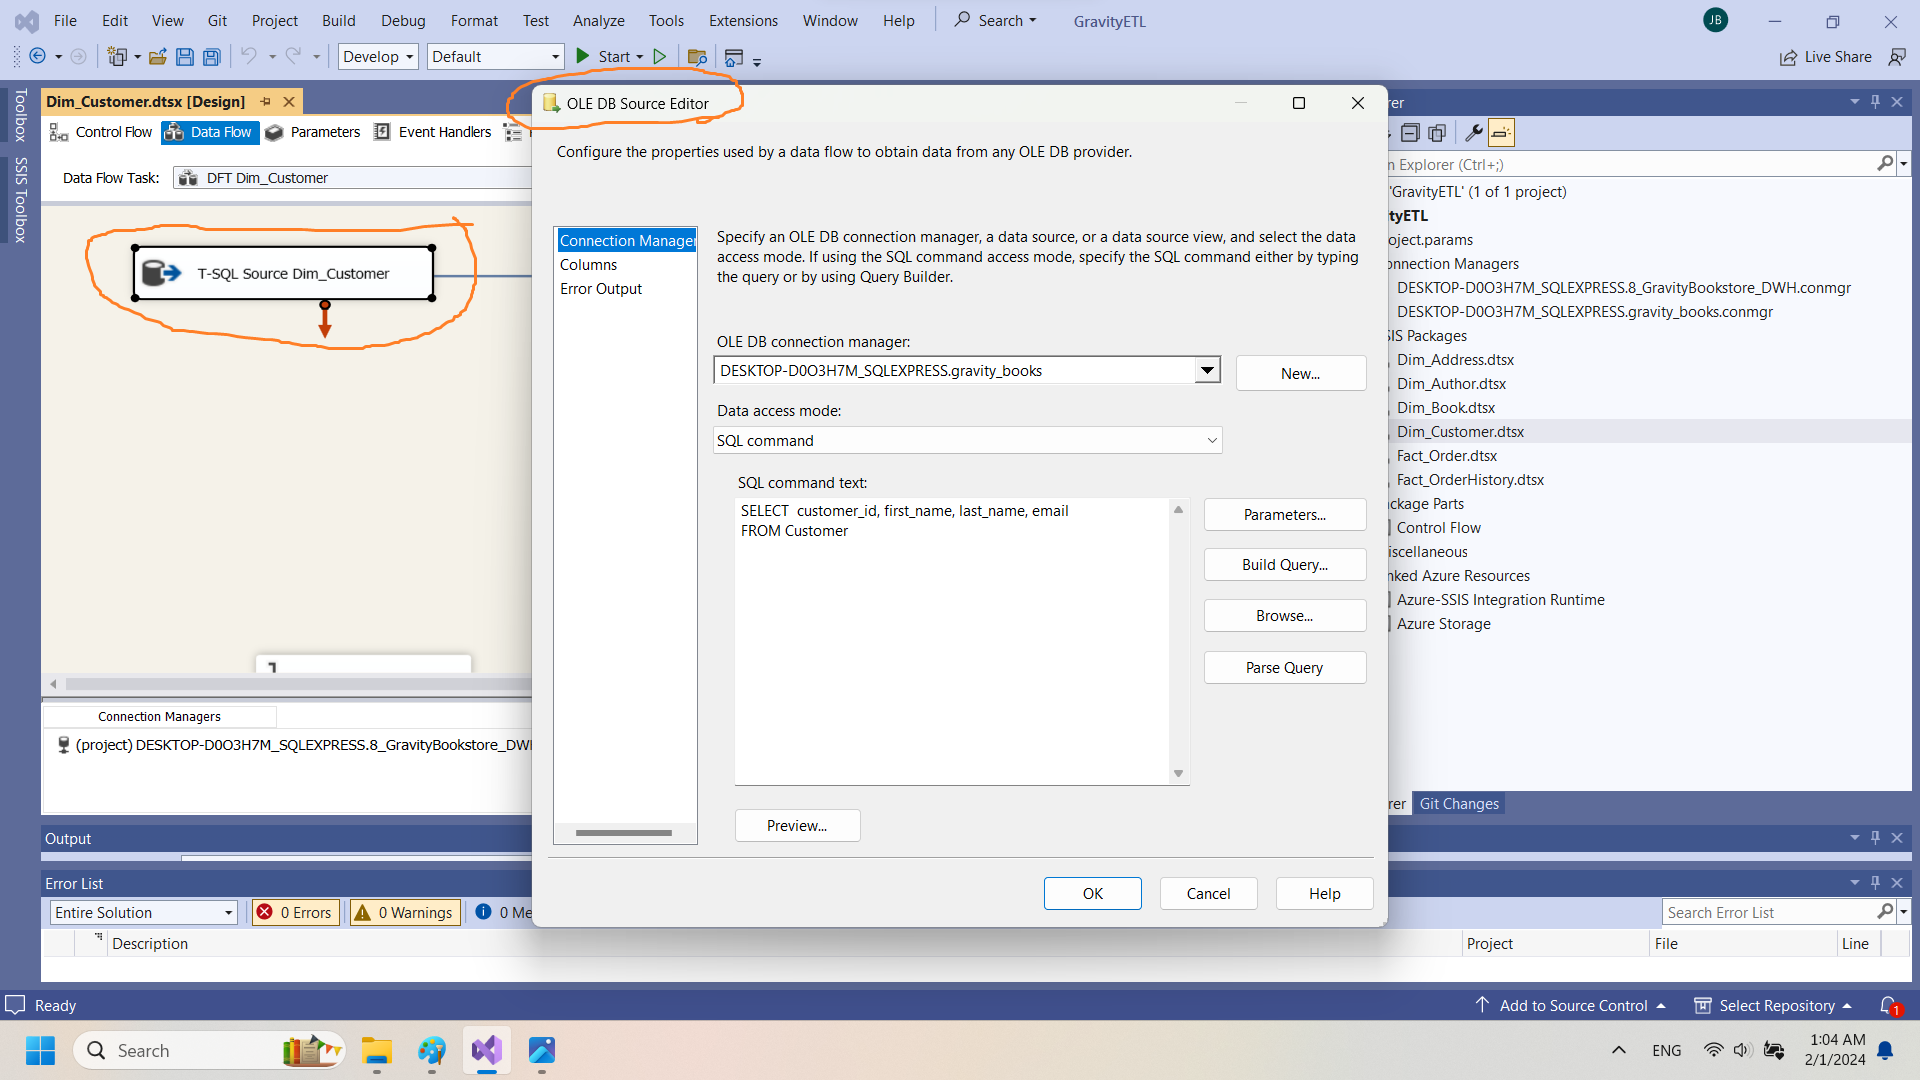 File Edit View Git Project Build Debug Format Test Analyze Tools Extensions Window Help Search GravityETL JB
Develop Default Start Live Share
Toolbox
SSIS Toolbox
Dim_Customer.dtsx [Design]
Control Flow Data Flow Parameters Event Handlers
Data Flow Task: DFT Dim_Customer
T-SQL Source Dim_Customer
Connection Managers
(project) DESKTOP-D0O3H7M_SQLEXPRESS.8_GravityBookstore_DW
OLE DB Source Editor
Configure the properties used by a data flow to obtain data from any OLE DB provider.
Connection Manager
Columns
Error Output
Specify an OLE DB connection manager, a data source, or a data source view, and select the data
access mode. If using the SQL command access mode, specify the SQL command either by typing
the query or by using Query Builder.
OLE DB connection manager:
DESKTOP-D0O3H7M_SQLEXPRESS.gravity_books
New...
Data access mode:
SQL command
SQL command text:
SELECT  customer_id, first_name, last_name, email
FROM Customer
Parameters...
Build Query...
Browse...
Parse Query
Preview...
OK Cancel Help
rer
n Explorer (Ctrl+;)
'GravityETL' (1 of 1 project)
ityETL
oject.params
onnection Managers
DESKTOP-D0O3H7M_SQLEXPRESS.8_GravityBookstore_DWH.conmgr
DESKTOP-D0O3H7M_SQLEXPRESS.gravity_books.conmgr
SIS Packages
Dim_Address.dtsx
Dim_Author.dtsx
Dim_Book.dtsx
Dim_Customer.dtsx
Fact_Order.dtsx
Fact_OrderHistory.dtsx
ackage Parts
Control Flow
iscellaneous
nked Azure Resources
Azure-SSIS Integration Runtime
Azure Storage
rer Git Changes
Output
Error List
Entire Solution 0 Errors 0 Warnings 0 Me
Search Error List
Description Project File Line
Ready Add to Source Control Select Repository 1
Search ENG 1:04 AM
2/1/2024